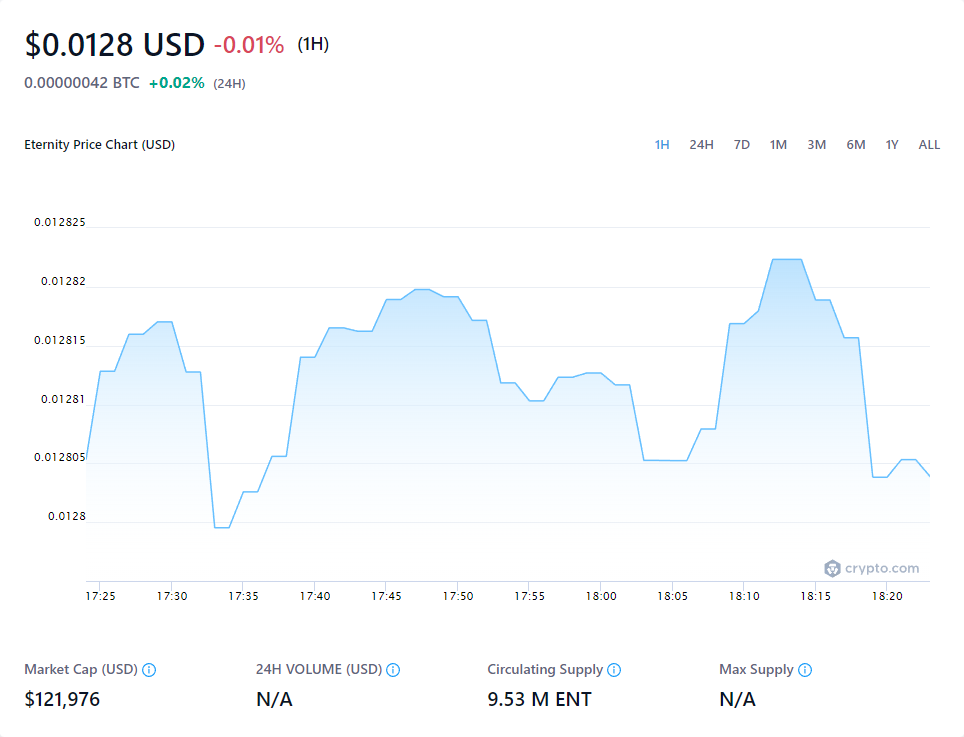 $0.0128 USD -0.01% (1H)
0.00000042 BTC +0.02% (24H)
Eternity Price Chart (USD) 1H 24H 7D 1M 3M 6M 1Y ALL
0.012825
0.01282
0.012815
0.01281
0.012805
0.0128
crypto.com
17:25 17:30 17:35 17:40 17:45 17:50 17:55 18:00 18:05 18:10 18:15 18:20
Market Cap (USD) 24H VOLUME (USD) Circulating Supply Max Supply
$121,976 N/A 9.53 M ENT N/A